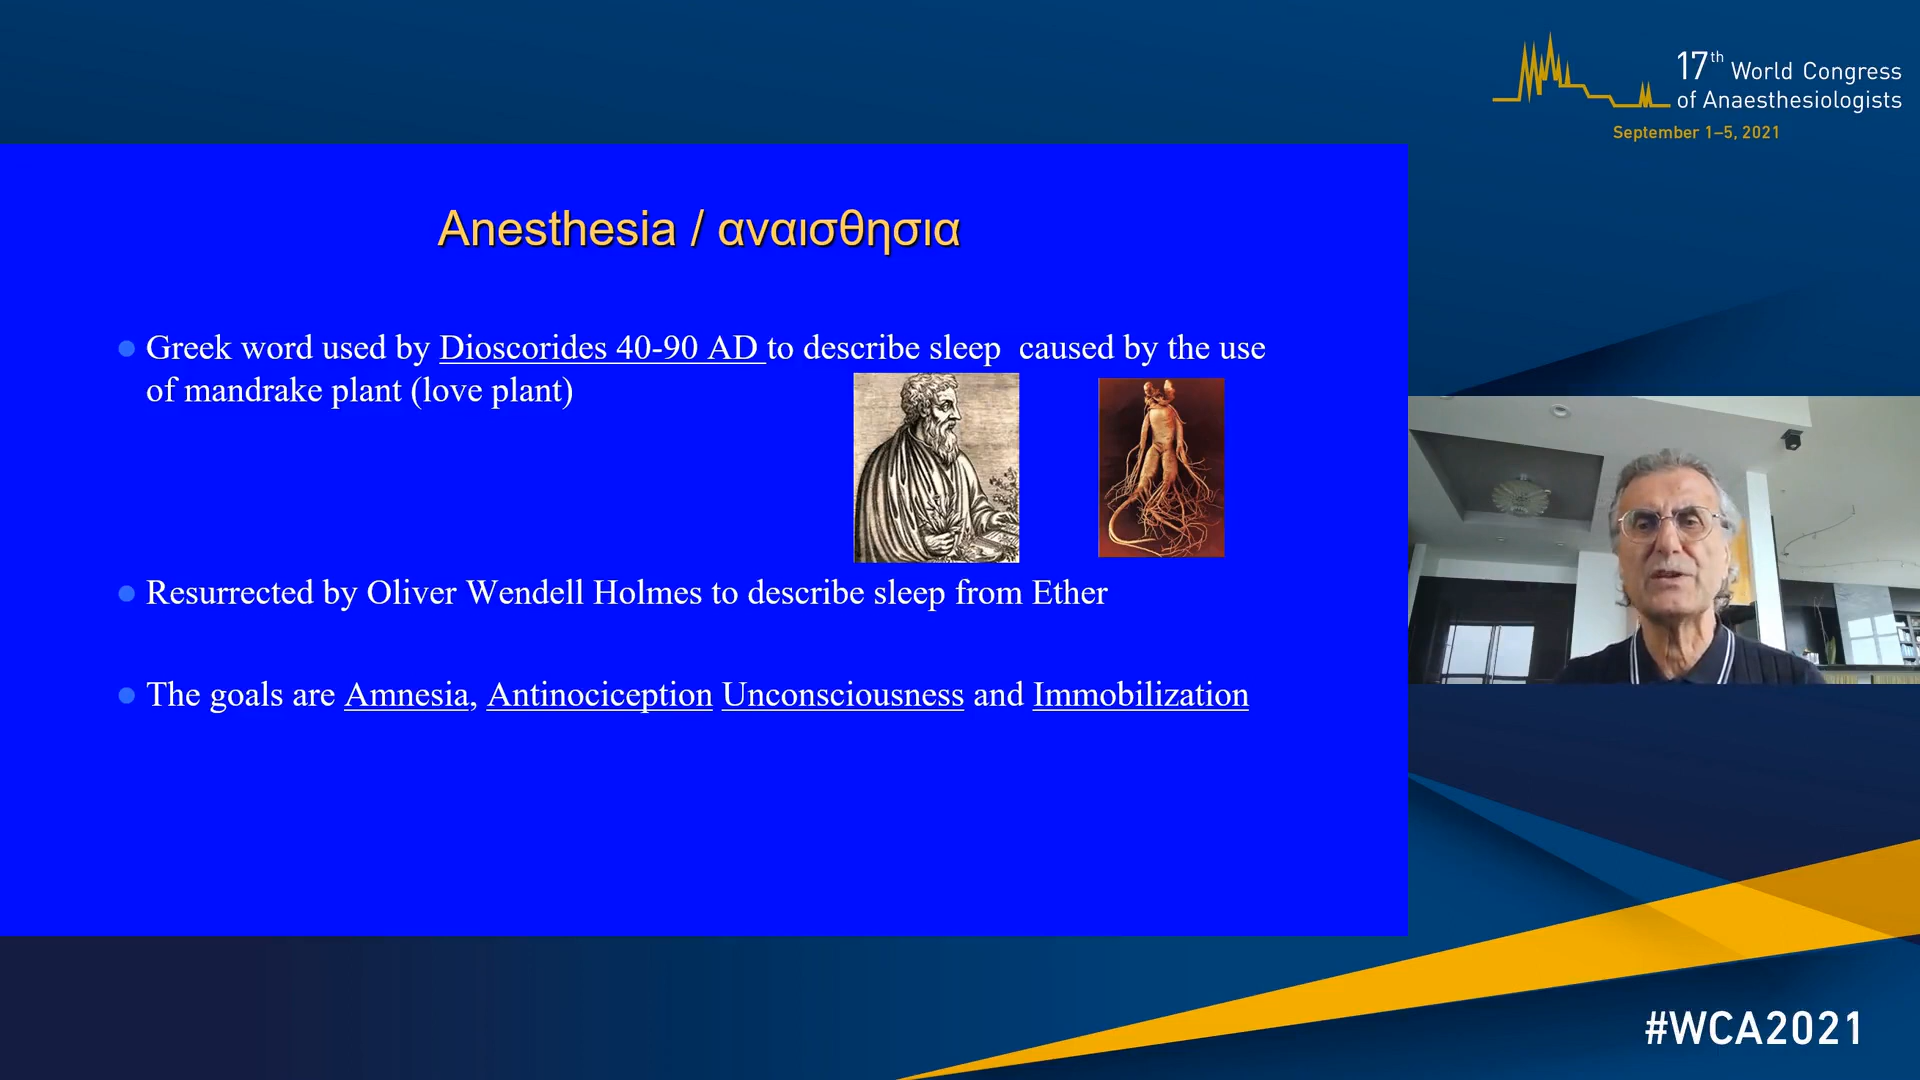 17th World Congress
of Anaesthesiologists
September 1–5, 2021
Anesthesia / αναισθησια
Greek word used by Dioscorides 40-90 AD to describe sleep caused by the use
of mandrake plant (love plant)
Resurrected by Oliver Wendell Holmes to describe sleep from Ether
The goals are Amnesia, Antinociception Unconsciousness and Immobilization
#WCA2021